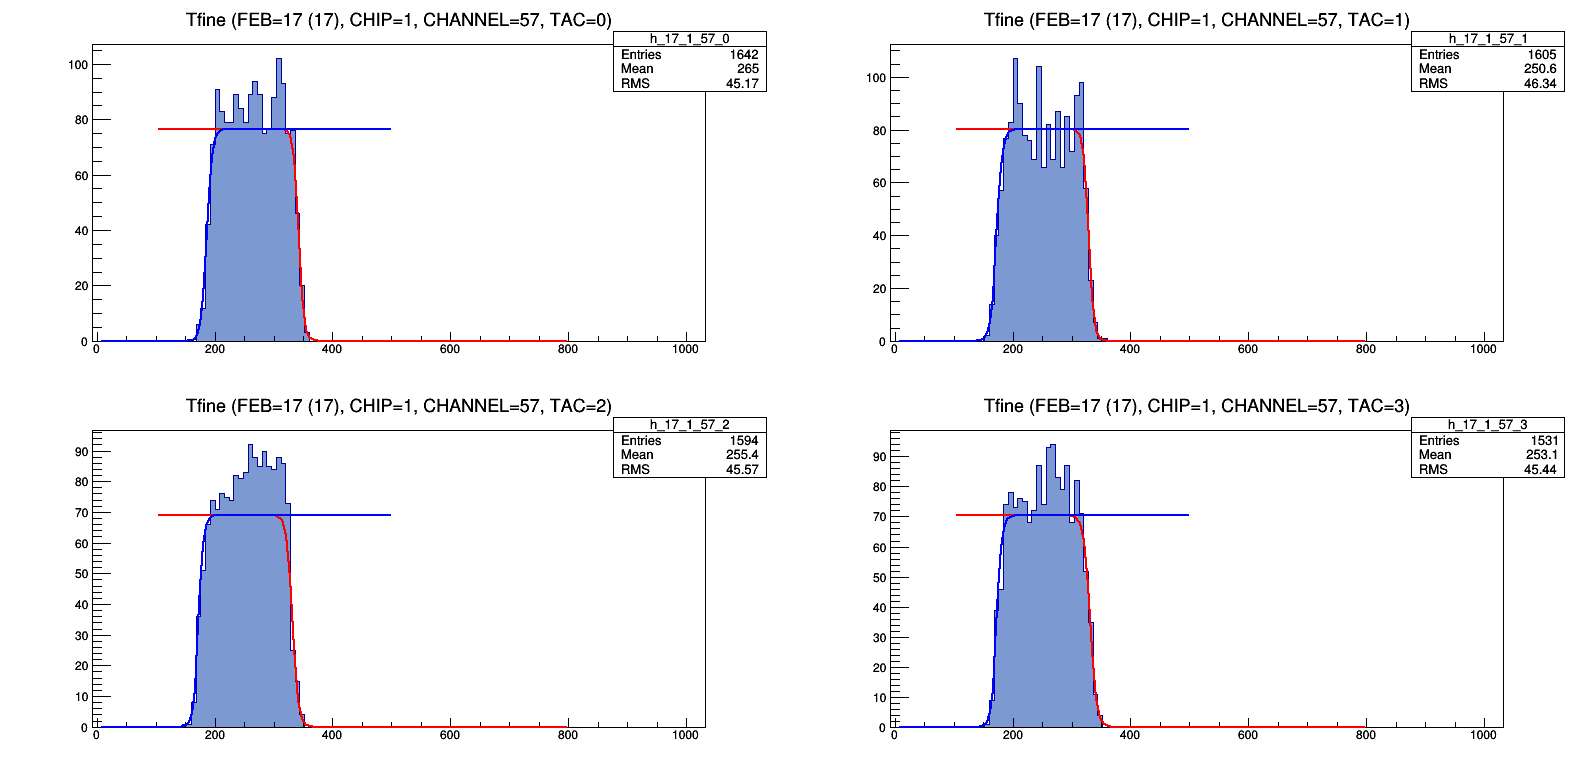 Tfine (FEB=17 (17), CHIP=1, CHANNEL=57, TAC=0)
h_17_1_57_0
Entries 1642
Mean 265
RMS 45.17
100
80
60
40
20
0
0 200 400 600 800 1000
Tfine (FEB=17 (17), CHIP=1, CHANNEL=57, TAC=1)
h_17_1_57_1
Entries 1605
Mean 250.6
RMS 46.34
100
80
60
40
20
0
0 200 400 600 800 1000
Tfine (FEB=17 (17), CHIP=1, CHANNEL=57, TAC=2)
h_17_1_57_2
Entries 1594
Mean 255.4
RMS 45.57
90
80
70
60
50
40
30
20
10
0
0 200 400 600 800 1000
Tfine (FEB=17 (17), CHIP=1, CHANNEL=57, TAC=3)
h_17_1_57_3
Entries 1531
Mean 253.1
RMS 45.44
90
80
70
60
50
40
30
20
10
0
0 200 400 600 800 1000